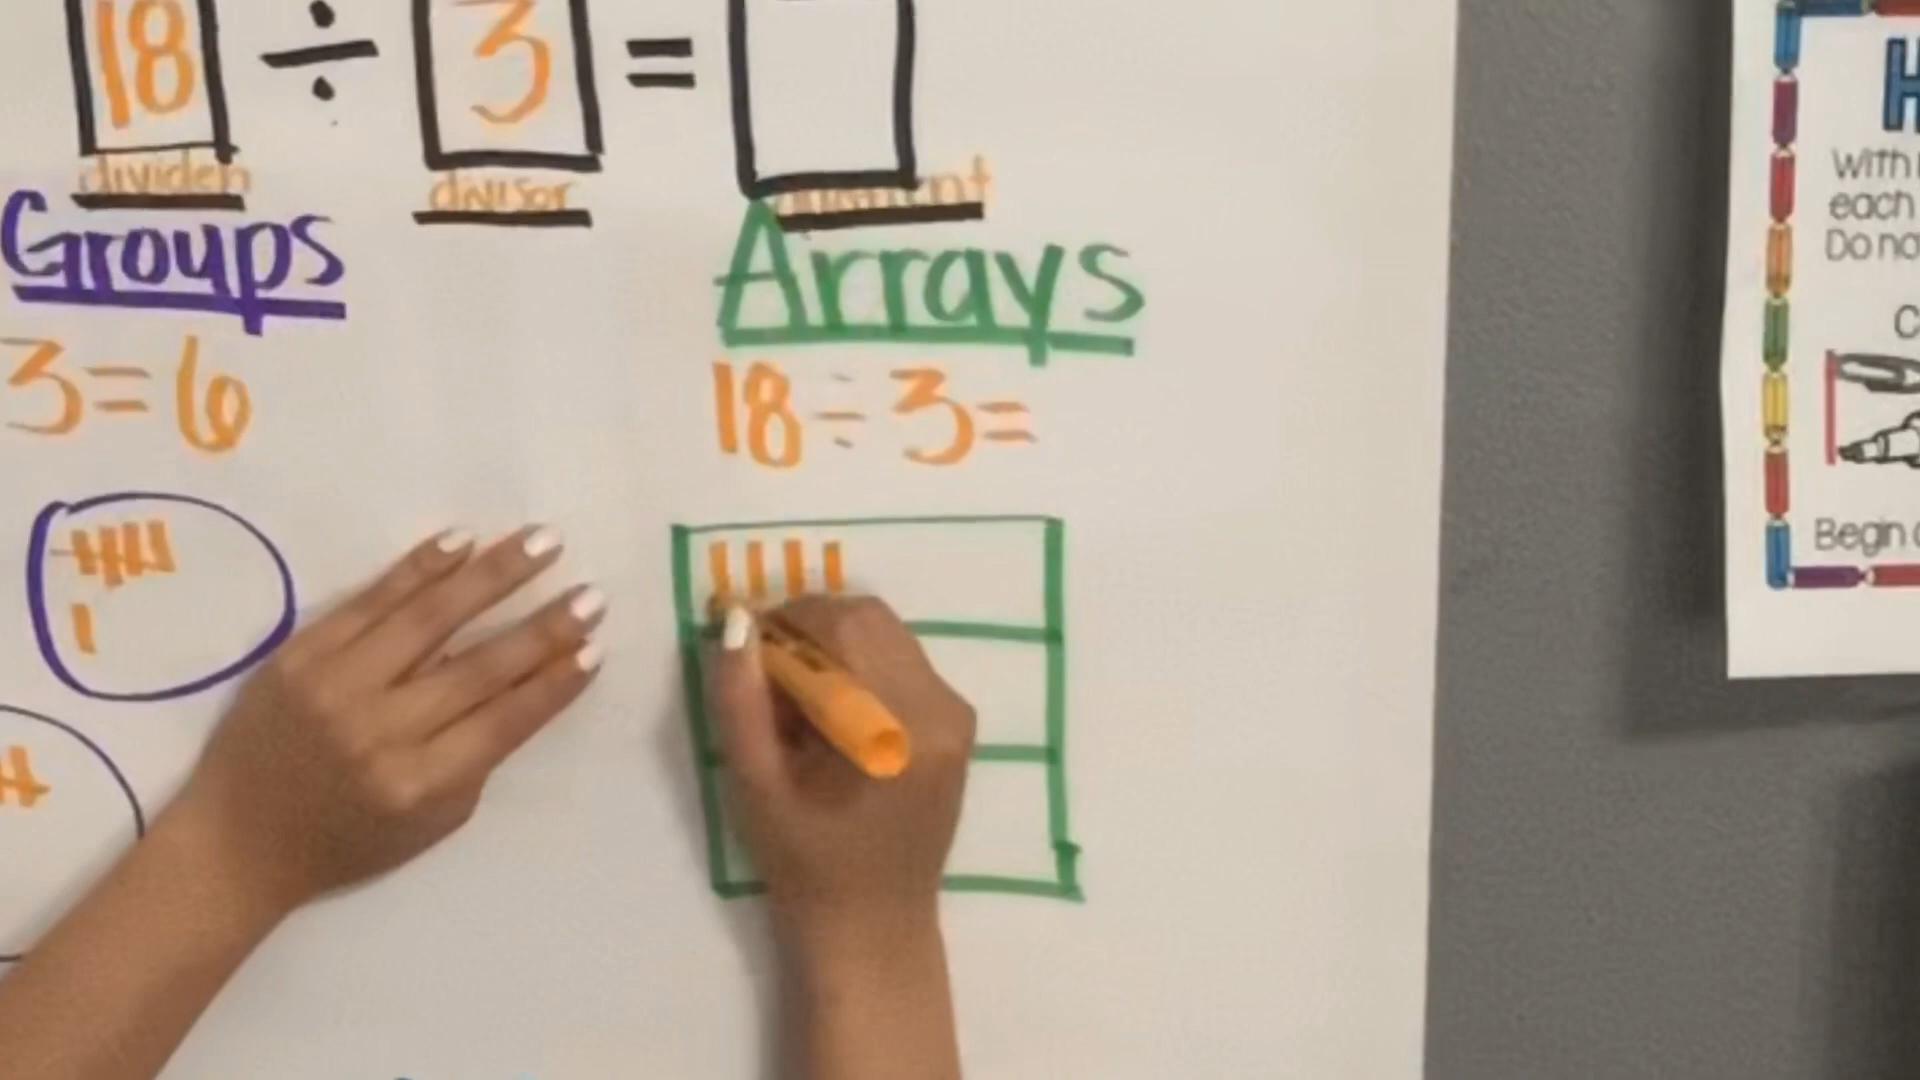 18 ÷ 3 =
dividen
divisor
Groups
Arrays
3=6
18÷3=
H
With
each
Do no
C
Begin